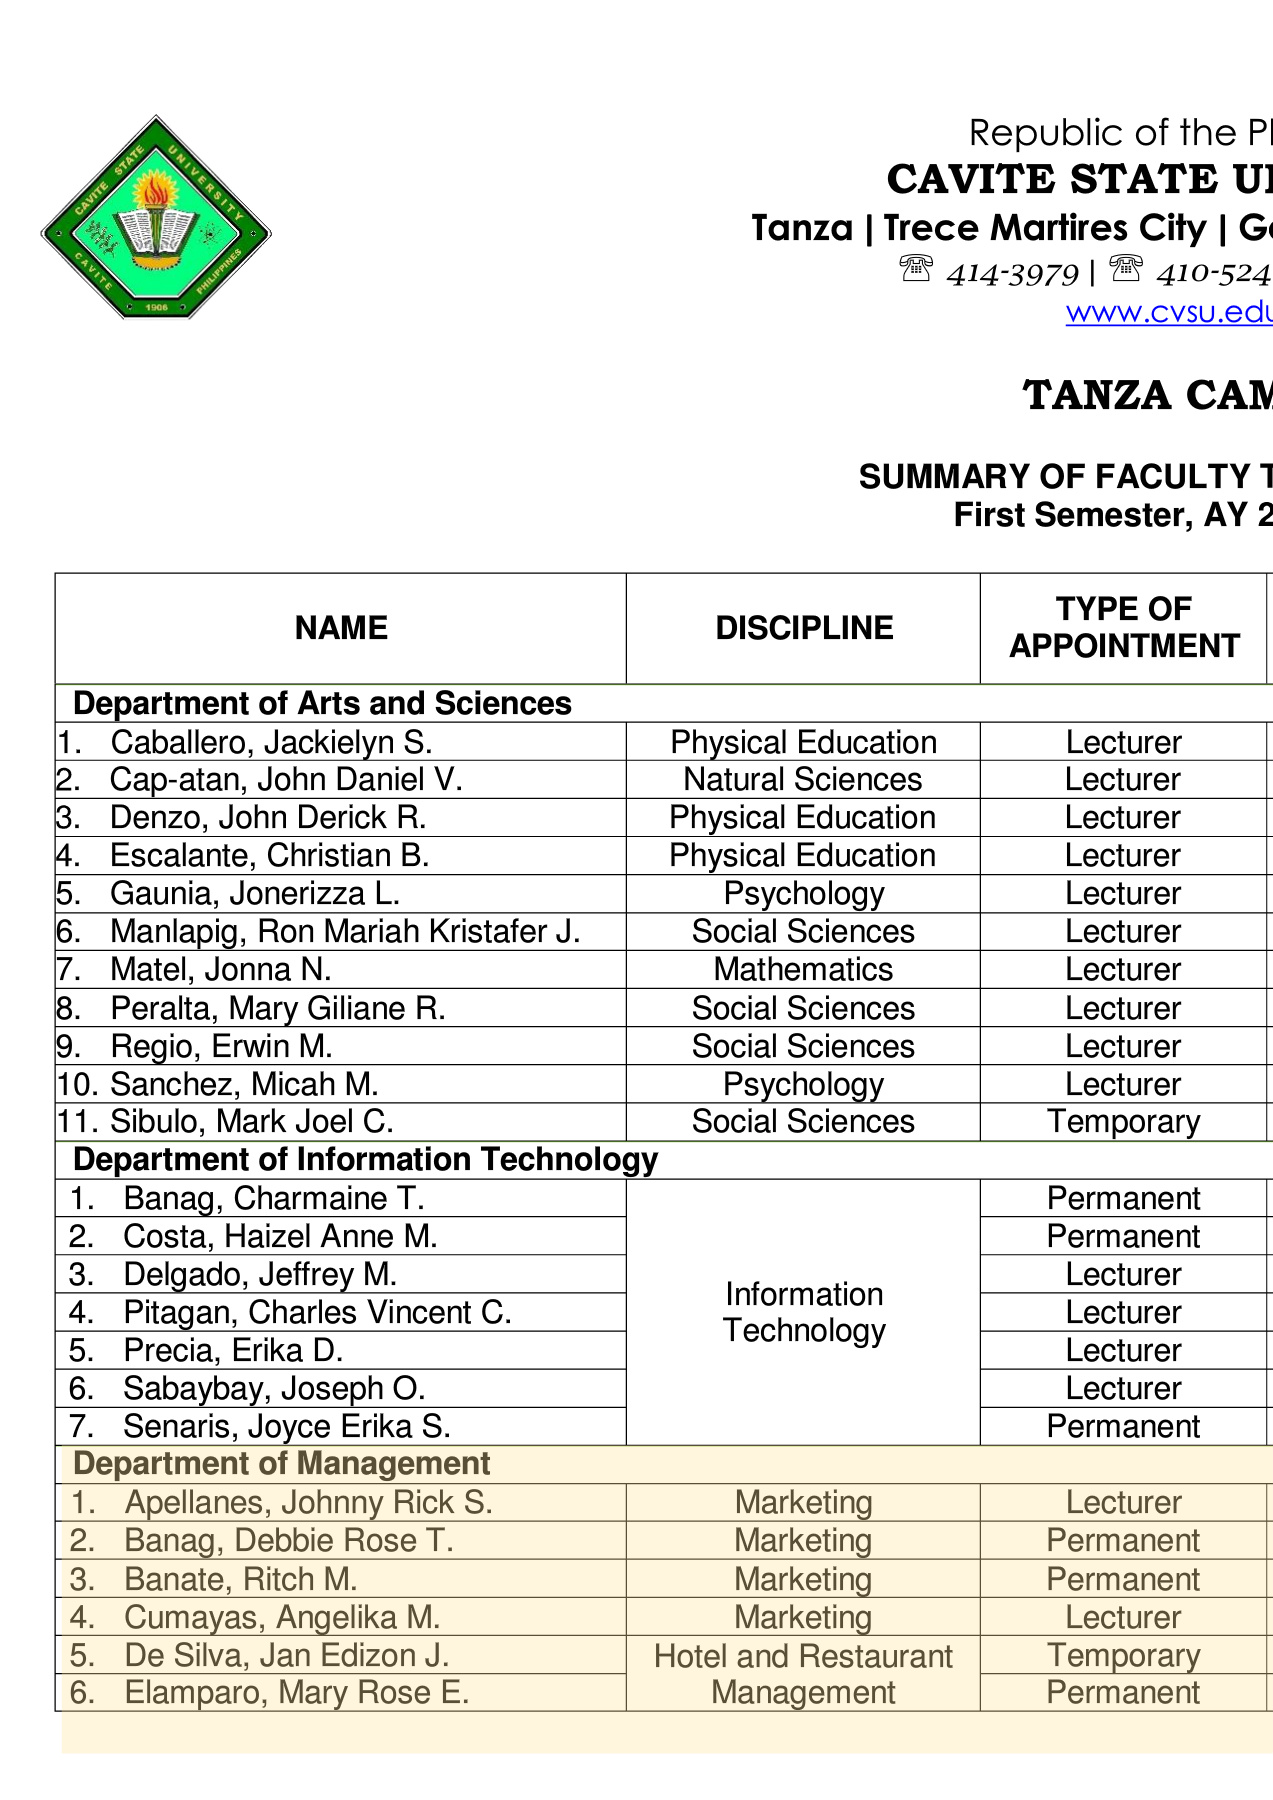 CAVITE STATE UNIVERSITY
CAVITE PHILIPPINES
1906
Republic of the
CAVITE STATE
Tanza | Trece Martires City |
☏ 414-3979 | ☏ 410-524
www.cvsu.edu
TANZA
SUMMARY OF FACULTY
First Semester, AY 2
NAME DISCIPLINE TYPE OF
APPOINTMENT
Department of Arts and Sciences
1. Caballero, Jackielyn S. Physical Education Lecturer
2. Cap-atan, John Daniel V. Natural Sciences Lecturer
3. Denzo, John Derick R. Physical Education Lecturer
4. Escalante, Christian B. Physical Education Lecturer
5. Gaunia, Jonerizza L. Psychology Lecturer
6. Manlapig, Ron Mariah Kristafer J. Social Sciences Lecturer
7. Matel, Jonna N. Mathematics Lecturer
8. Peralta, Mary Giliane R. Social Sciences Lecturer
9. Regio, Erwin M. Social Sciences Lecturer
10. Sanchez, Micah M. Psychology Lecturer
11. Sibulo, Mark Joel C. Social Sciences Temporary
Department of Information Technology
1. Banag, Charmaine T. Permanent
2. Costa, Haizel Anne M. Permanent
3. Delgado, Jeffrey M. Lecturer
Information
4. Pitagan, Charles Vincent C. Lecturer
Technology
5. Precia, Erika D. Lecturer
6. Sabaybay, Joseph O. Lecturer
7. Senaris, Joyce Erika S. Permanent
Department of Management
1. Apellanes, Johnny Rick S. Marketing Lecturer
2. Banag, Debbie Rose T. Marketing Permanent
3. Banate, Ritch M. Marketing Permanent
4. Cumayas, Angelika M. Marketing Lecturer
5. De Silva, Jan Edizon J. Hotel and Restaurant Temporary
6. Elamparo, Mary Rose E. Management Permanent